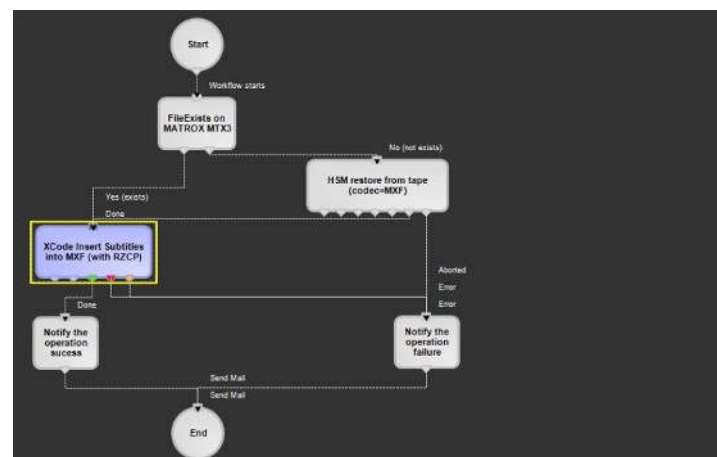 Start
Workflow starts
FileExists on
MATROX MTX3
No (not exists)
HSM restore from tape
(codec=MXF)
Yes (exists)
Done
XCode Insert Subtitles
into MXF (with RZCP)
Aborted
Error
Error
Done
Notify the
operation
sucess
Notify the
operation
failure
Send Mail
Send Mail
End